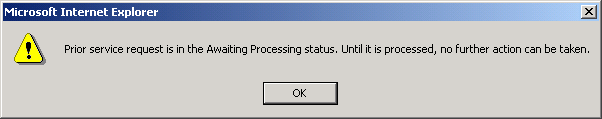 Microsoft Internet Explorer
Prior service request is in the Awaiting Processing status. Until it is processed, no further action can be taken.
OK